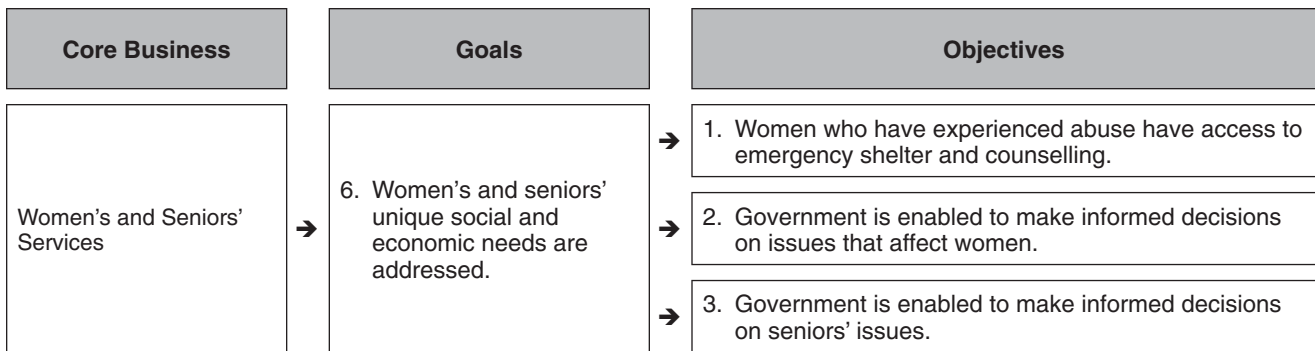 Core Business
Goals
Objectives
Women's and Seniors'
Services
6. Women's and seniors'
unique social and
economic needs are
addressed.
1. Women who have experienced abuse have access to
emergency shelter and counselling.
2. Government is enabled to make informed decisions
on issues that affect women.
3. Government is enabled to make informed decisions
on seniors' issues.